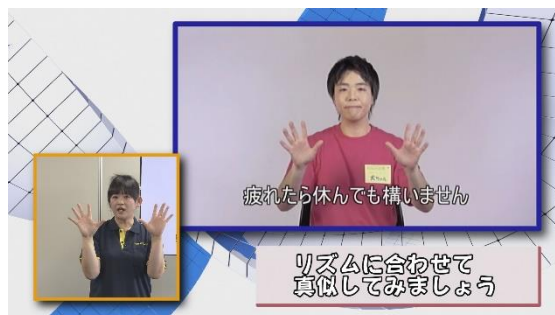 疲れたら休んでも構いません
リズムに合わせて
真似してみましょう